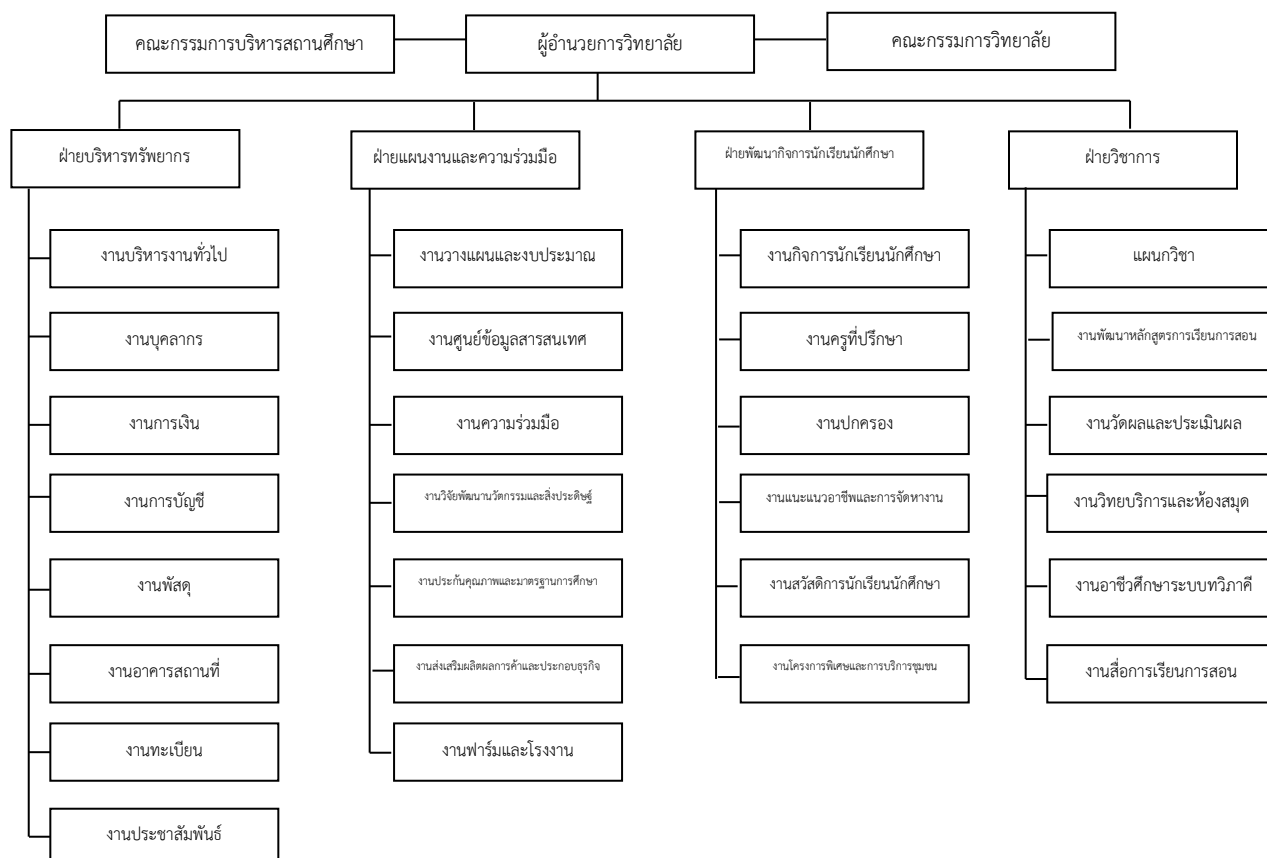 คณะกรรมการบริหารสถานศึกษา
ผู้อำนวยการวิทยาลัย
คณะกรรมการวิทยาลัย
ฝ่ายบริหารทรัพยากร
ฝ่ายแผนงานและความร่วมมือ
ฝ่ายพัฒนากิจการนักเรียนนักศึกษา
ฝ่ายวิชาการ
งานบริหารงานทั่วไป
งานบุคลากร
งานการเงิน
งานการบัญชี
งานพัสดุ
งานอาคารสถานที่
งานทะเบียน
งานประชาสัมพันธ์
งานวางแผนและงบประมาณ
งานศูนย์ข้อมูลสารสนเทศ
งานความร่วมมือ
งานวิจัยพัฒนานวัตกรรมและสิ่งประดิษฐ์
งานประกันคุณภาพและมาตรฐานการศึกษา
งานส่งเสริมผลิตผลการค้าและประกอบธุรกิจ
งานฟาร์มและโรงงาน
งานกิจการนักเรียนนักศึกษา
งานครูที่ปรึกษา
งานปกครอง
งานแนะแนวอาชีพและการจัดหางาน
งานสวัสดิการนักเรียนนักศึกษา
งานโครงการพิเศษและการบริการชุมชน
แผนกวิชา
งานพัฒนาหลักสูตรการเรียนการสอน
งานวัดผลและประเมินผล
งานวิทยบริการและห้องสมุด
งานอาชีวศึกษาระบบทวิภาคี
งานสื่อการเรียนการสอน